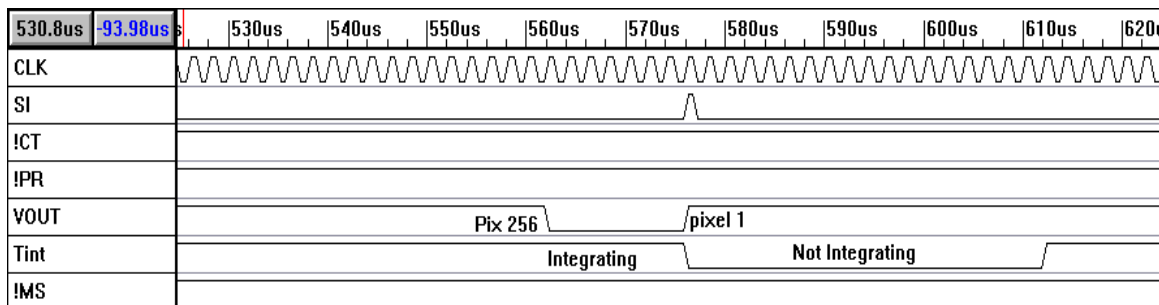 530.8us -93.98us s |530us |540us |550us |560us |570us |580us |590us |600us |610us |620u
CLK
SI
!CT
!PR
VOUT Pix 256 pixel 1
Tint Integrating Not Integrating
!MS